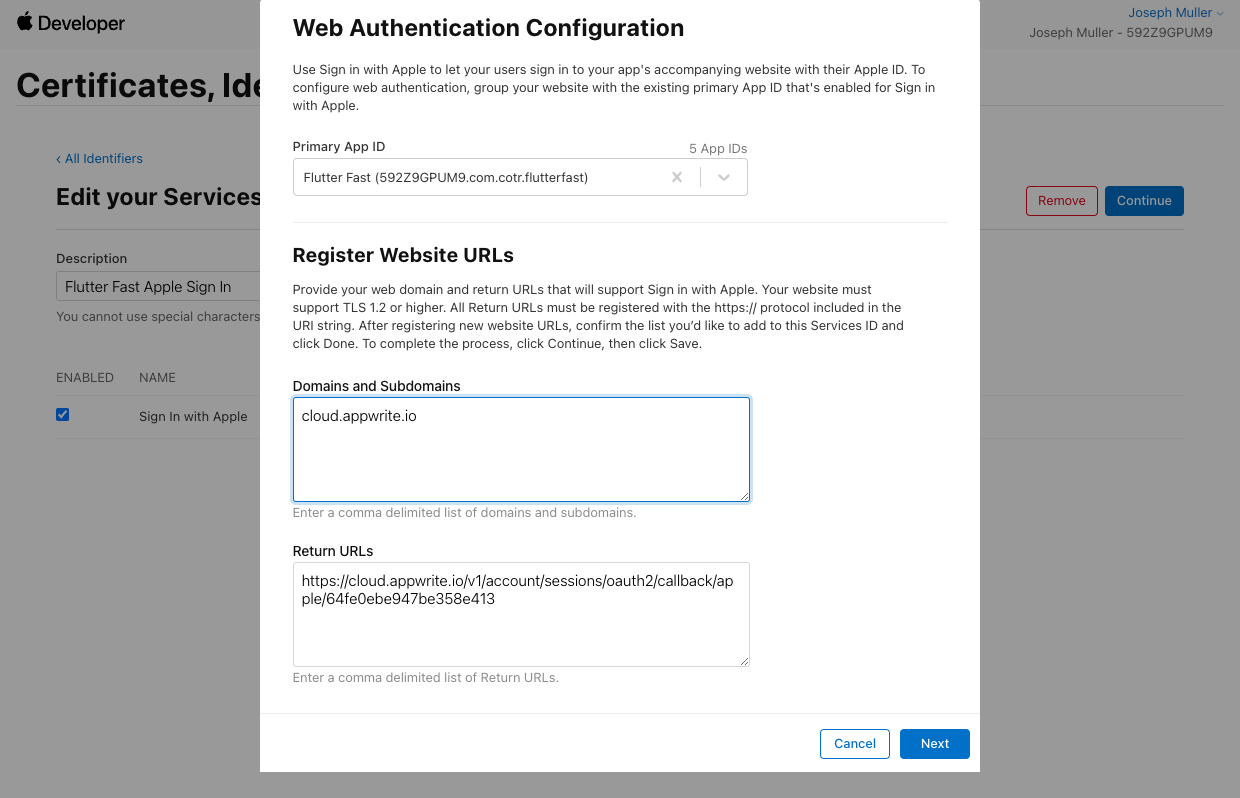 Developer
Joseph Muller
Joseph Muller - 592Z9GPUM9
Certificates, Ide
‹ All Identifiers
Edit your Services
Remove
Continue
Description
Flutter Fast Apple Sign In
You cannot use special characters
ENABLED NAME
Sign In with Apple
Web Authentication Configuration
Use Sign in with Apple to let your users sign in to your app's accompanying website with their Apple ID. To
configure web authentication, group your website with the existing primary App ID that's enabled for Sign in
with Apple.
Primary App ID
5 App IDs
Flutter Fast (592Z9GPUM9.com.cotr.flutterfast)
Register Website URLs
Provide your web domain and return URLs that will support Sign in with Apple. Your website must
support TLS 1.2 or higher. All Return URLs must be registered with the https:// protocol included in the
URI string. After registering new website URLs, confirm the list you’d like to add to this Services ID and
click Done. To complete the process, click Continue, then click Save.
Domains and Subdomains
cloud.appwrite.io
Enter a comma delimited list of domains and subdomains.
Return URLs
https://cloud.appwrite.io/v1/account/sessions/oauth2/callback/ap
ple/64fe0ebe947be358e413
Enter a comma delimited list of Return URLs.
Cancel
Next